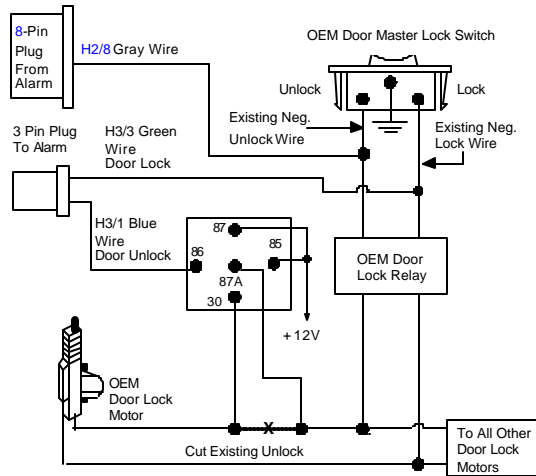 8-Pin
Plug
From
Alarm
H2/8 Gray Wire
OEM Door Master Lock Switch
Unlock
Lock
Existing Neg.
Unlock Wire
Existing Neg.
Lock Wire
3 Pin Plug
To Alarm
H3/3 Green
Wire
Door Lock
H3/1 Blue
Wire
Door Unlock
87
86
85
87A
30
OEM Door
Lock Relay
+12V
OEM
Door Lock
Motor
X
Cut Existing Unlock
To All Other
Door Lock
Motors